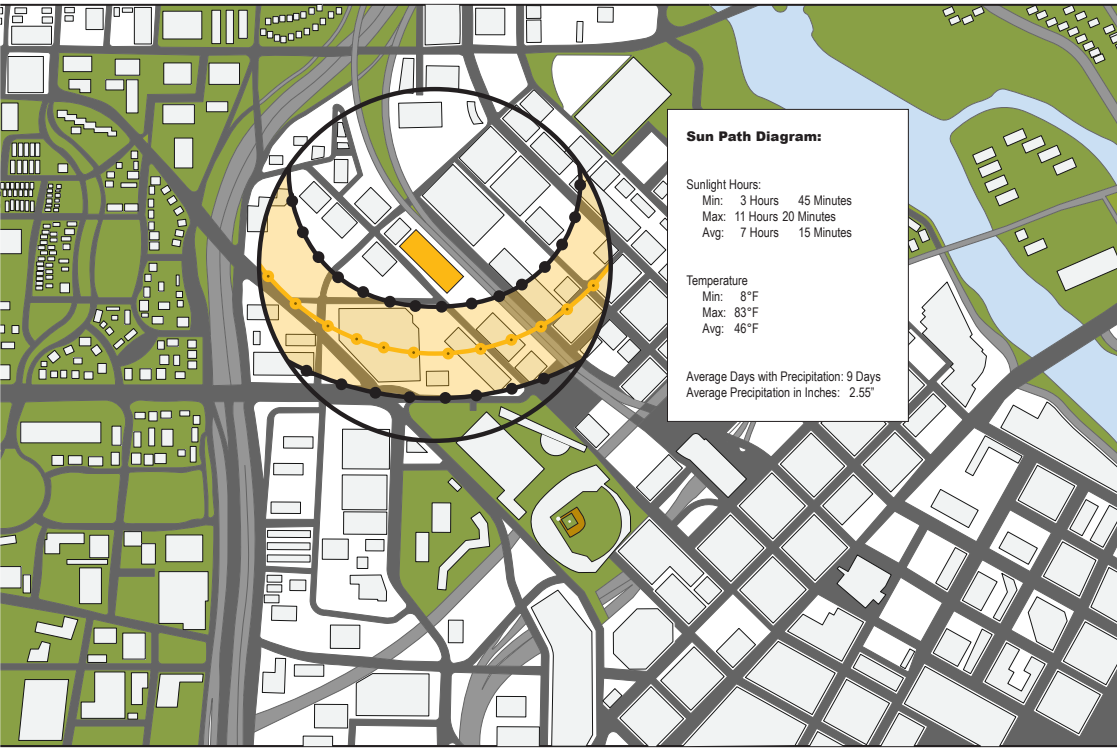 Sun Path Diagram:
Sunlight Hours:
Min: 3 Hours 45 Minutes
Max: 11 Hours 20 Minutes
Avg: 7 Hours 15 Minutes
Temperature
Min: 8°F
Max: 83°F
Avg: 46°F
Average Days with Precipitation: 9 Days
Average Precipitation in Inches: 2.55"